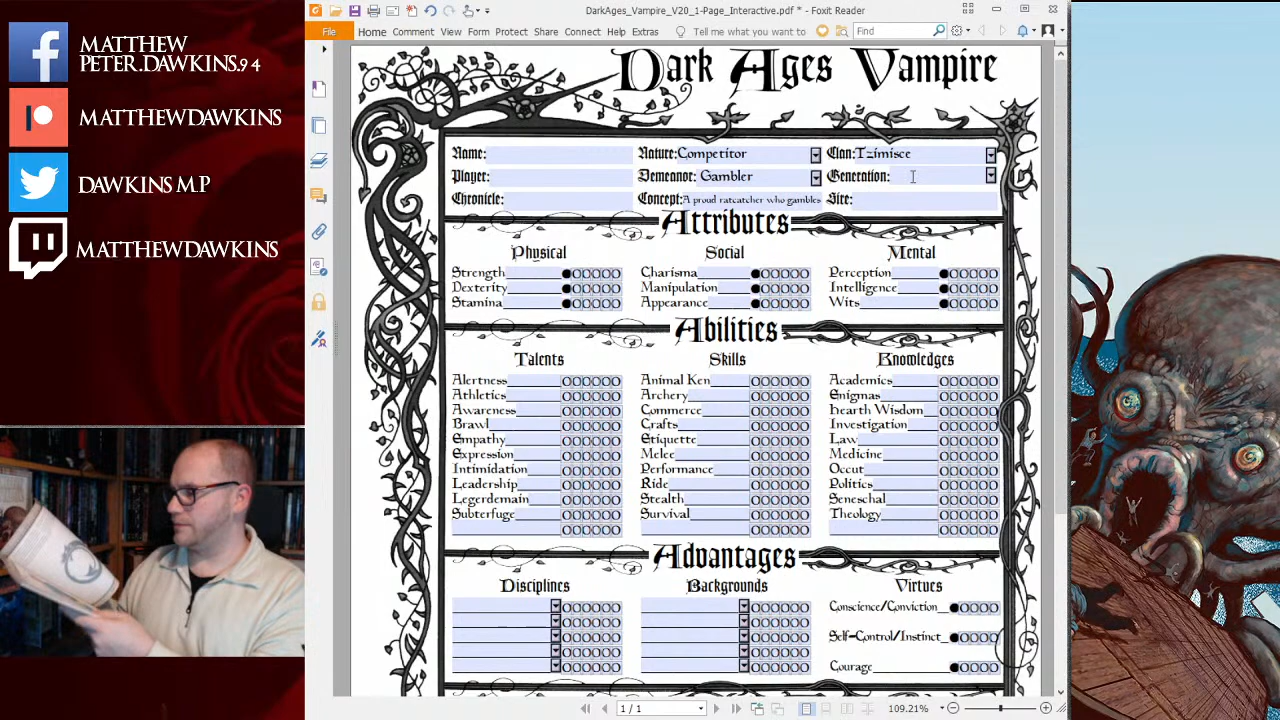 MATTHEW
PETER.DAWKINS.94
MATTHEWDAWKINS
DAWKINS M.P
MATTHEWDAWKINS
DarkAges_Vampire_V20_1-Page_Interactive.pdf * - Foxit Reader
File Home Comment View Form Protect Share Connect Help Extras Tell me what you want to Find
Dark Ages Vampire
Name: Nature: Competitor Clan: Tzimisce
Player: Demeanor: Gambler Generation:
Chronicle: Concept: A proud ratcatcher who gambles Sire:
Attributes
Physical Social Mental
Strength Charisma Perception
Dexterity Manipulation Intelligence
Stamina Appearance Wits
Abilities
Talents Skills Knowledges
Alertness Animal Ken Academics
Athletics Archery Enigmas
Awareness Commerce Hearth Wisdom
Brawl Crafts Investigation
Empathy Etiquette Law
Expression Melee Medicine
Intimidation Performance Occut
Leadership Ride Politics
Legerdemain Stealth Seneschal
Subterfuge Survival Theology
Advantages
Disciplines Backgrounds Virtues
Conscience/Conviction
Self-Control/Instinct
Courage
1 / 1 109.21%